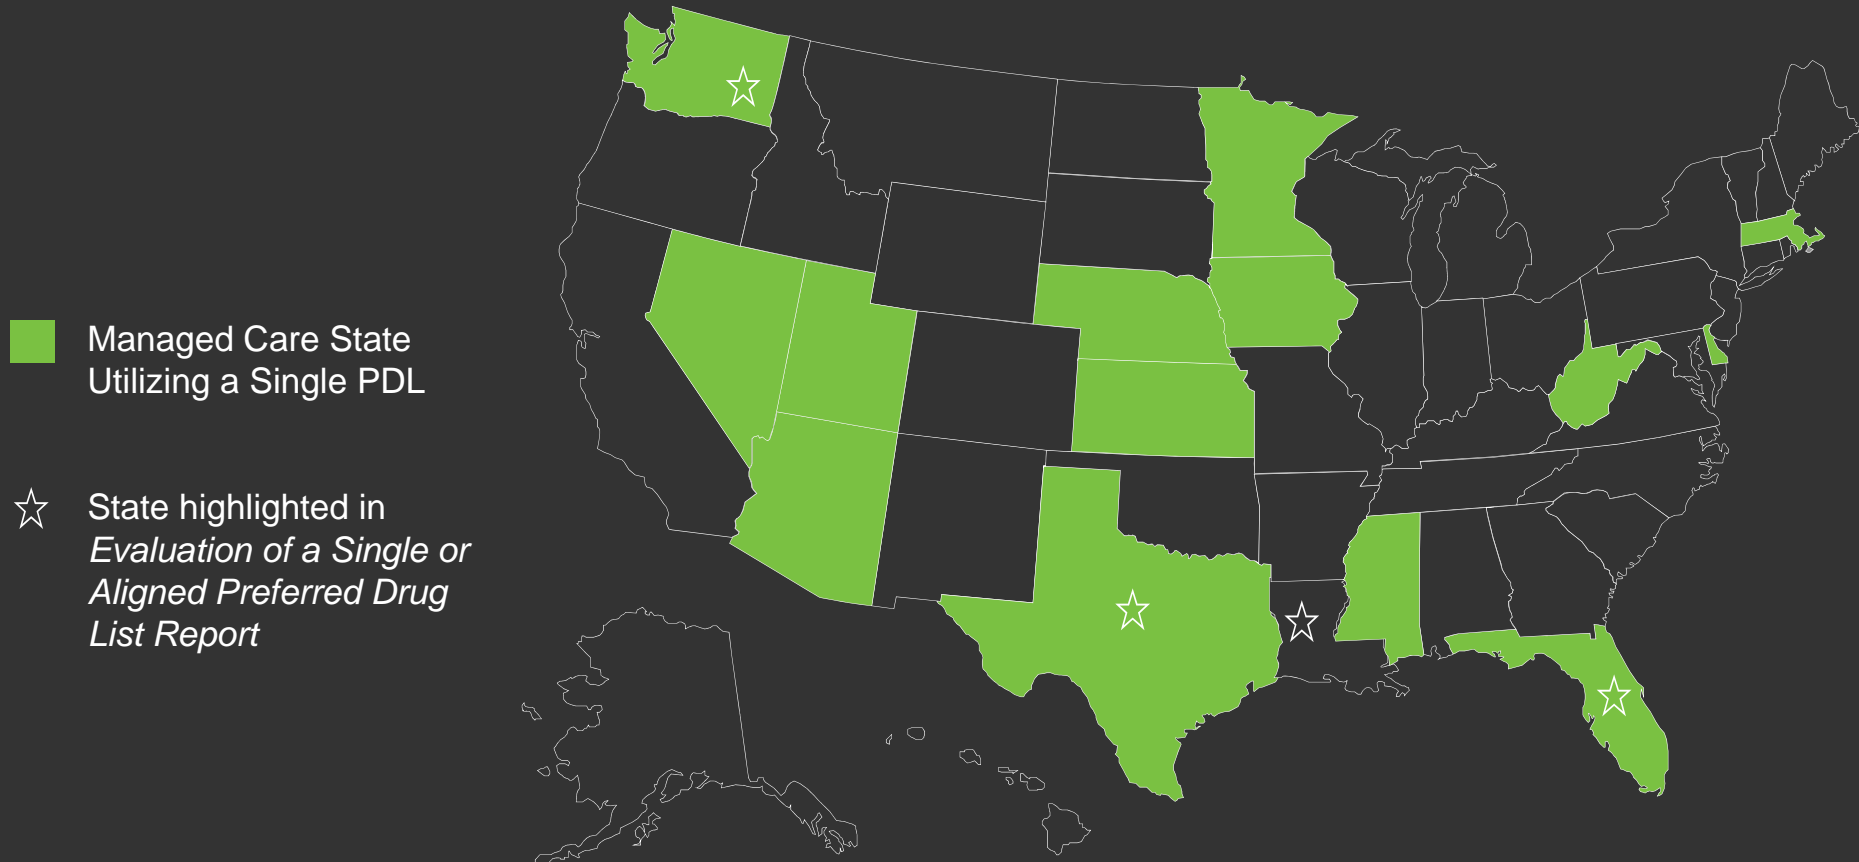 Managed Care State
Utilizing a Single PDL
State highlighted in
Evaluation of a Single or
Aligned Preferred Drug
List Report